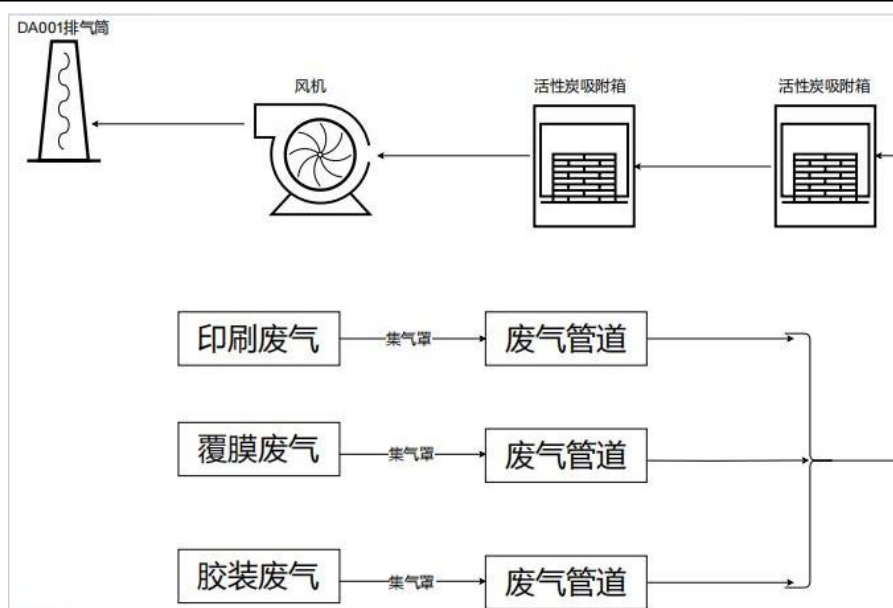 DA001排气筒
风机
活性炭吸附箱
活性炭吸附箱
印刷废气
集气罩
废气管道
覆膜废气
集气罩
废气管道
胶装废气
集气罩
废气管道